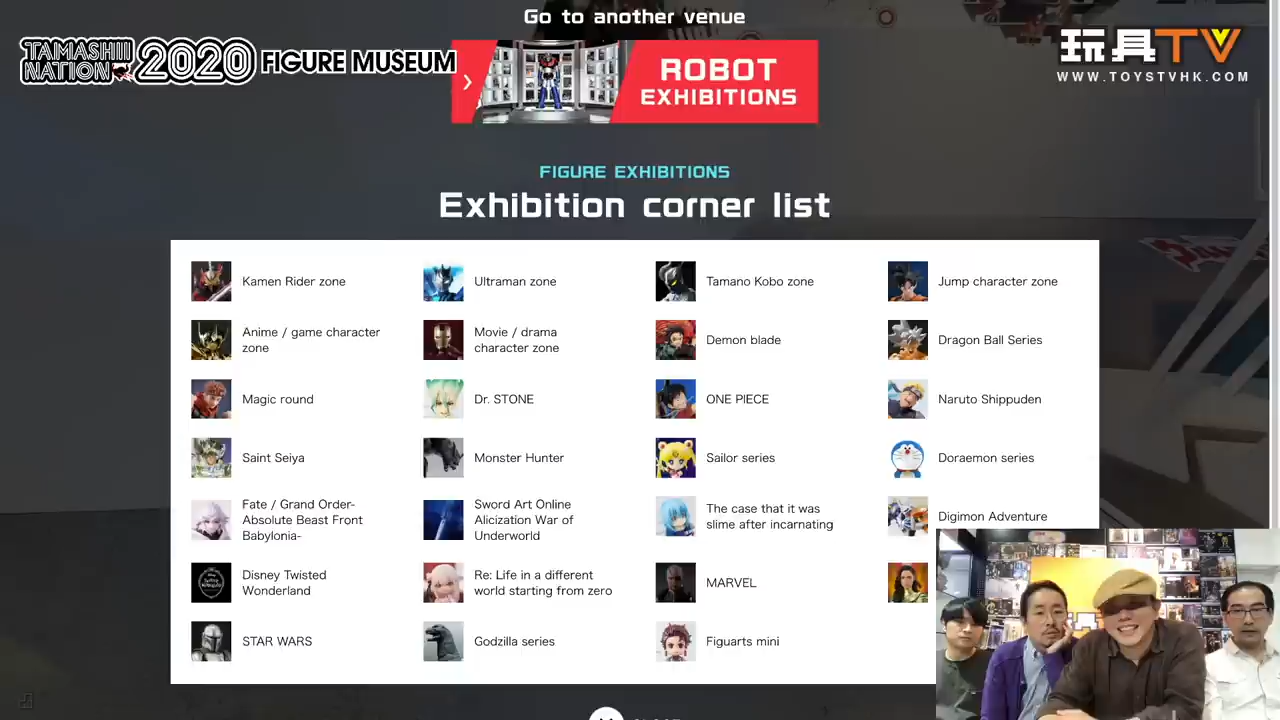 Go to another venue
TAMASHII
NATION 2020 FIGURE MUSEUM
ROBOT
EXHIBITIONS
玩具TV
WWW.TOYSTVHK.COM
FIGURE EXHIBITIONS
Exhibition corner list
Kamen Rider zone
Ultraman zone
Tamano Kobo zone
Jump character zone
Anime / game character
zone
Movie / drama
character zone
Demon blade
Dragon Ball Series
Magic round
Dr. STONE
ONE PIECE
Naruto Shippuden
Saint Seiya
Monster Hunter
Sailor series
Doraemon series
Fate / Grand Order-
Absolute Beast Front
Babylonia-
Sword Art Online
Alicization War of
Underworld
The case that it was
slime after incarnating
Digimon Adventure
Disney Twisted
Wonderland
Re: Life in a different
world starting from zero
MARVEL
STAR WARS
Godzilla series
Figuarts mini